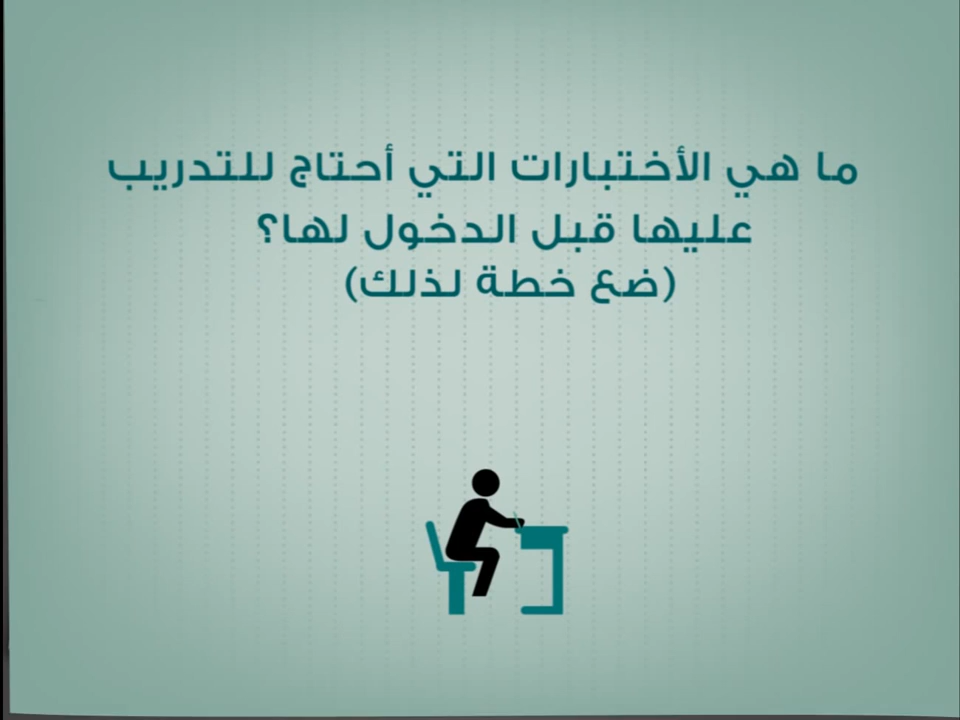 ما هي الأختبارات التي أحتاج للتدريب
عليها قبل الدخول لها؟
(ضع خطة لذلك)